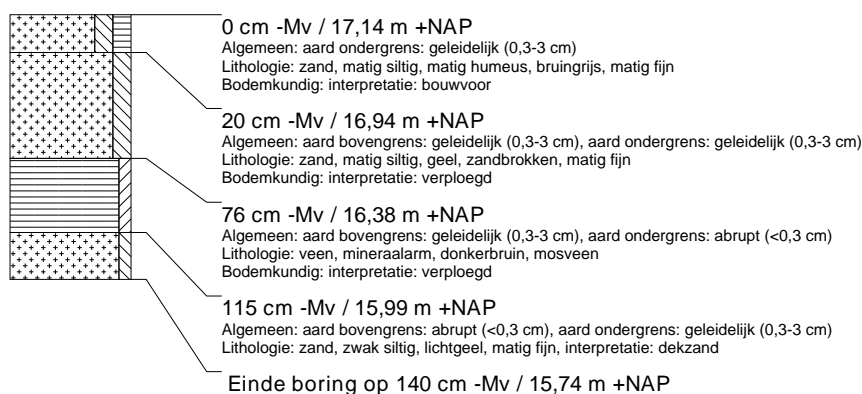 0 cm -Mv / 17,14 m +NAP
Algemeen: aard ondergrens: geleidelijk (0,3-3 cm)
Lithologie: zand, matig siltig, matig humeus, bruingrijs, matig fijn
Bodemkundig: interpretatie: bouwvoor
20 cm -Mv / 16,94 m +NAP
Algemeen: aard bovengrens: geleidelijk (0,3-3 cm), aard ondergrens: geleidelijk (0,3-3 cm)
Lithologie: zand, matig siltig, geel, zandbrokken, matig fijn
Bodemkundig: interpretatie: verploegd
76 cm -Mv / 16,38 m +NAP
Algemeen: aard bovengrens: geleidelijk (0,3-3 cm), aard ondergrens: abrupt (<0,3 cm)
Lithologie: veen, mineraalarm, donkerbruin, mosveen
Bodemkundig: interpretatie: verploegd
115 cm -Mv / 15,99 m +NAP
Algemeen: aard bovengrens: abrupt (<0,3 cm), aard ondergrens: geleidelijk (0,3-3 cm)
Lithologie: zand, zwak siltig, lichtgeel, matig fijn, interpretatie: dekzand
Einde boring op 140 cm -Mv / 15,74 m +NAP